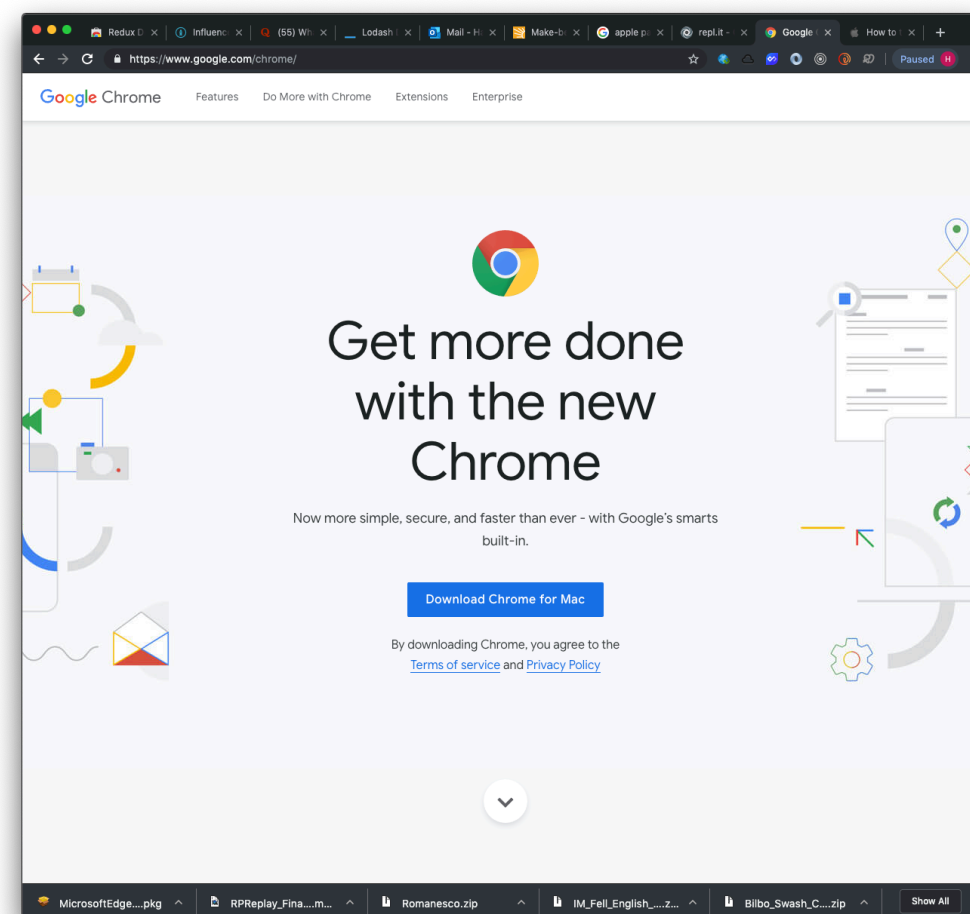 Redux D
Influenc
(55) Wh
Lodash
Mail - H
Make-b
apple pa
repl.it -
Google
How to
https://www.google.com/chrome/
Paused
H
Google Chrome
Features
Do More with Chrome
Extensions
Enterprise
Get more done
with the new
Chrome
Now more simple, secure, and faster than ever - with Google's smarts
built-in.
Download Chrome for Mac
By downloading Chrome, you agree to the
Terms of service and Privacy Policy
MicrosoftEdge....pkg
RPReplay_Fina....m...
Romanesco.zip
IM_Fell_English_....z...
Bilbo_Swash_C....zip
Show All